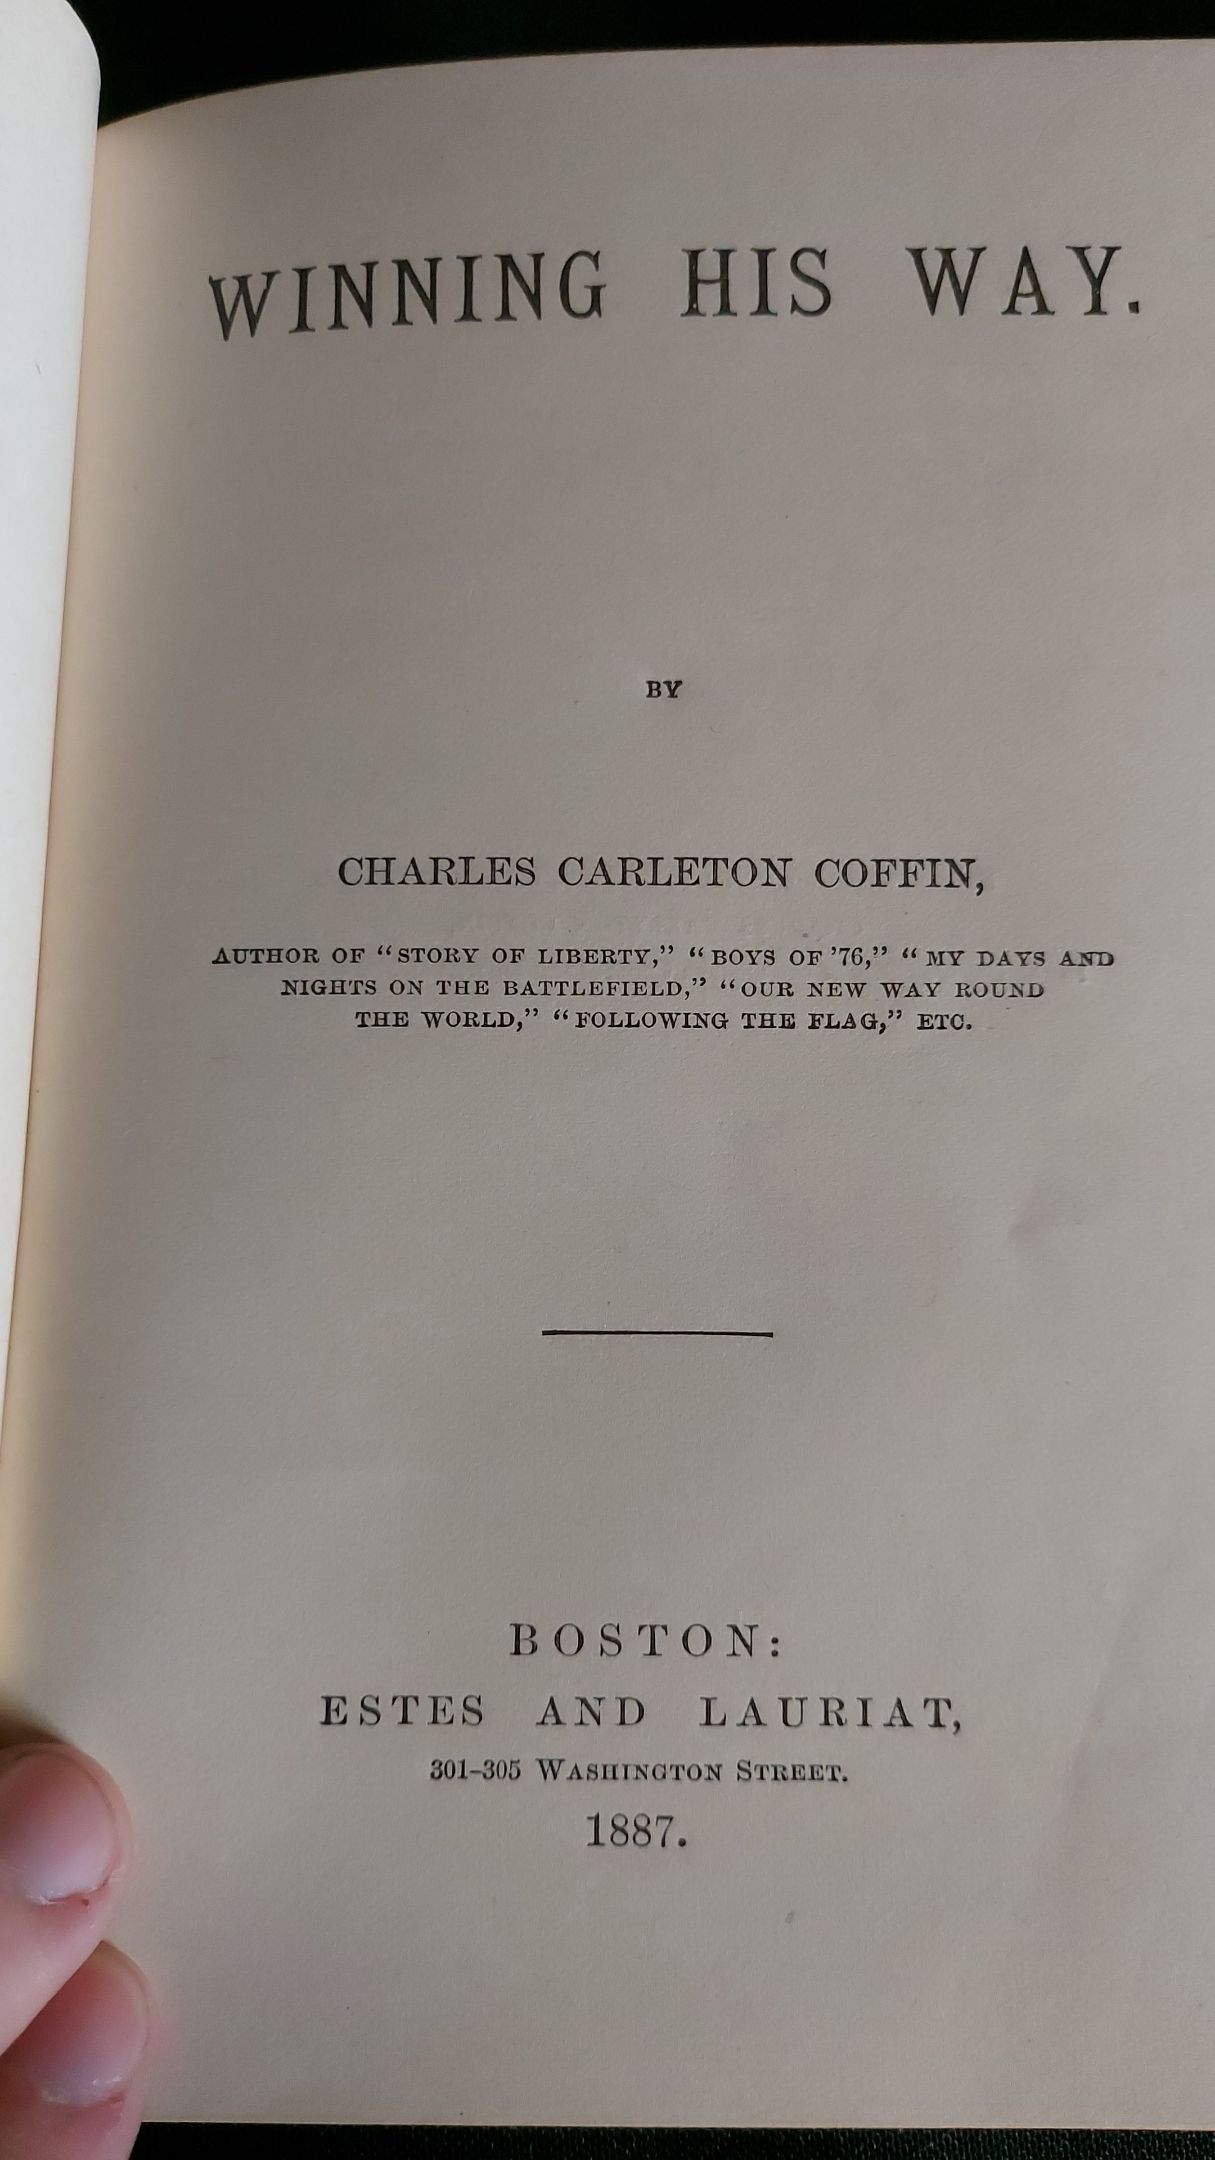 WINNING HIS WAY.
BY
CHARLES CARLETON COFFIN,
AUTHOR OF “STORY OF LIBERTY,” “BOYS OF ’76,” “MY DAYS AND
NIGHTS ON THE BATTLEFIELD,” “OUR NEW WAY ROUND
THE WORLD,” “FOLLOWING THE FLAG,” ETC.
BOSTON:
ESTES AND LAURIAT,
301–305 WASHINGTON STREET.
1887.